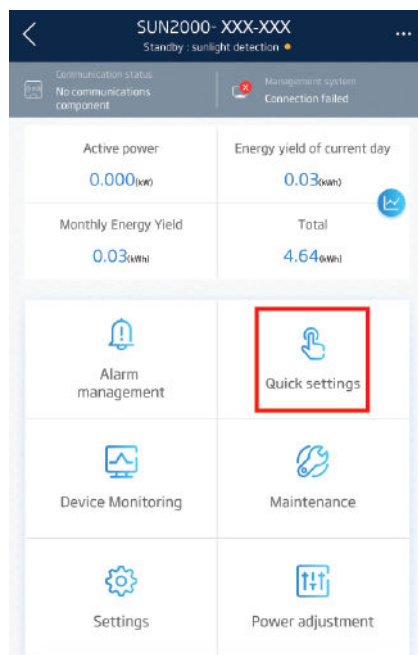 SUN2000- XXX-XXX
Standby : sunlight detection
Communication status
No communications
component
Management system
Connection failed
Active power
0.000(kW)
Energy yield of current day
0.03(kWh)
Monthly Energy Yield
0.03(kWh)
Total
4.64(kWh)
Alarm
management
Quick settings
Device Monitoring
Maintenance
Settings
Power adjustment